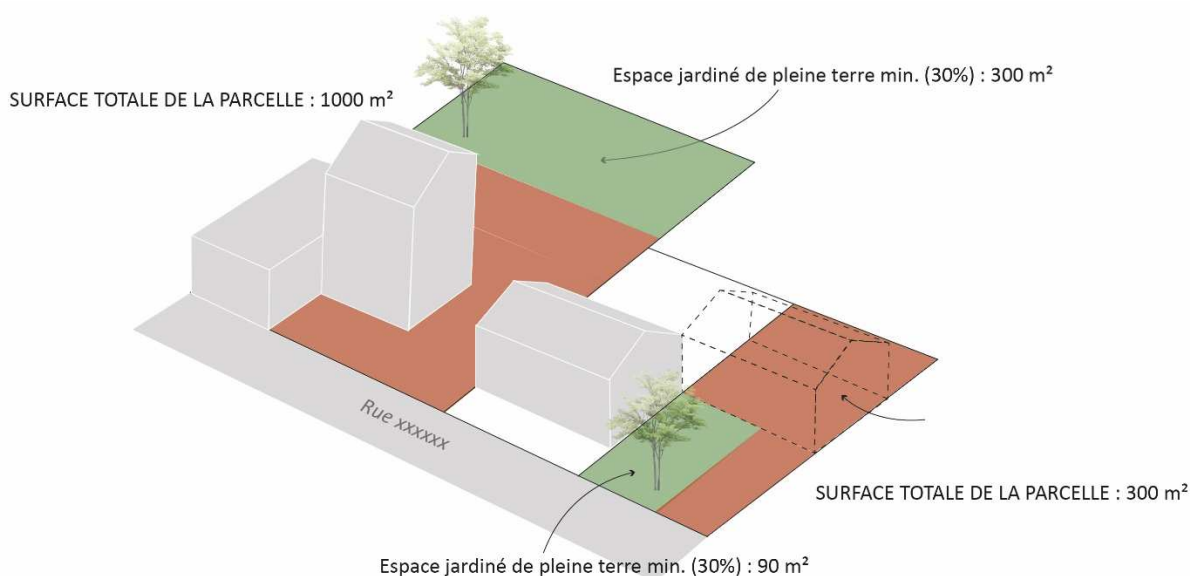 Espace jardiné de pleine terre min. (30%) : 300 m²
SURFACE TOTALE DE LA PARCELLE : 1000 m²
Rue xxxxxx
SURFACE TOTALE DE LA PARCELLE : 300 m²
Espace jardiné de pleine terre min. (30%) : 90 m²